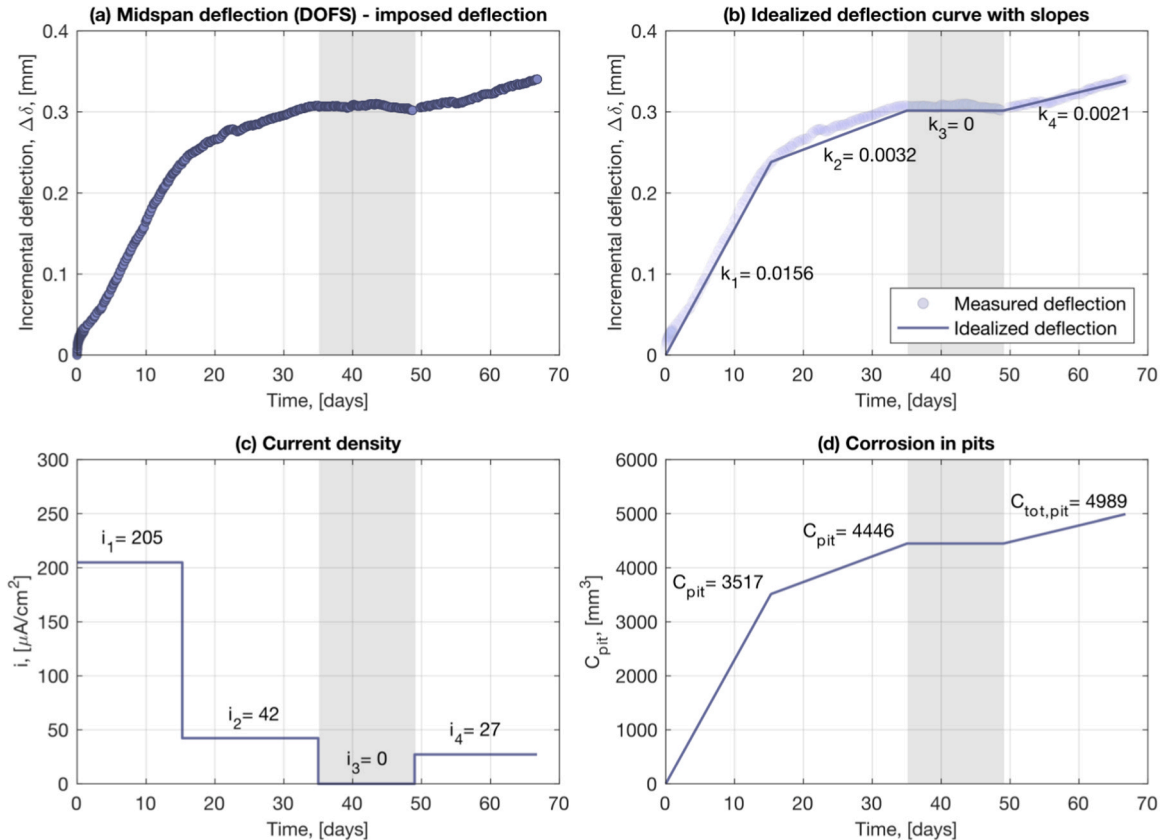 (a) Midspan deflection (DOFS) - imposed deflection
0.4
0.3
0.2
0.1
0
Incremental deflection, Δ δ, [mm]
0 10 20 30 40 50 60 70
Time, [days]
(b) Idealized deflection curve with slopes
0.4
0.3
0.2
0.1
0
Incremental deflection, Δ δ, [mm]
k₁= 0.0156
k₂= 0.0032
k₃= 0
k₄= 0.0021
Measured deflection
Idealized deflection
0 10 20 30 40 50 60 70
Time, [days]
(c) Current density
300
250
200
150
100
50
0
i, [μA/cm²]
i₁ = 205
i₂ = 42
i₃ = 0
i₄= 27
0 10 20 30 40 50 60 70
Time, [days]
(d) Corrosion in pits
6000
5000
4000
3000
2000
1000
0
C_pit, [mm³]
C_pit = 3517
C_pit = 4446
C_tot,pit = 4989
0 10 20 30 40 50 60 70
Time, [days]